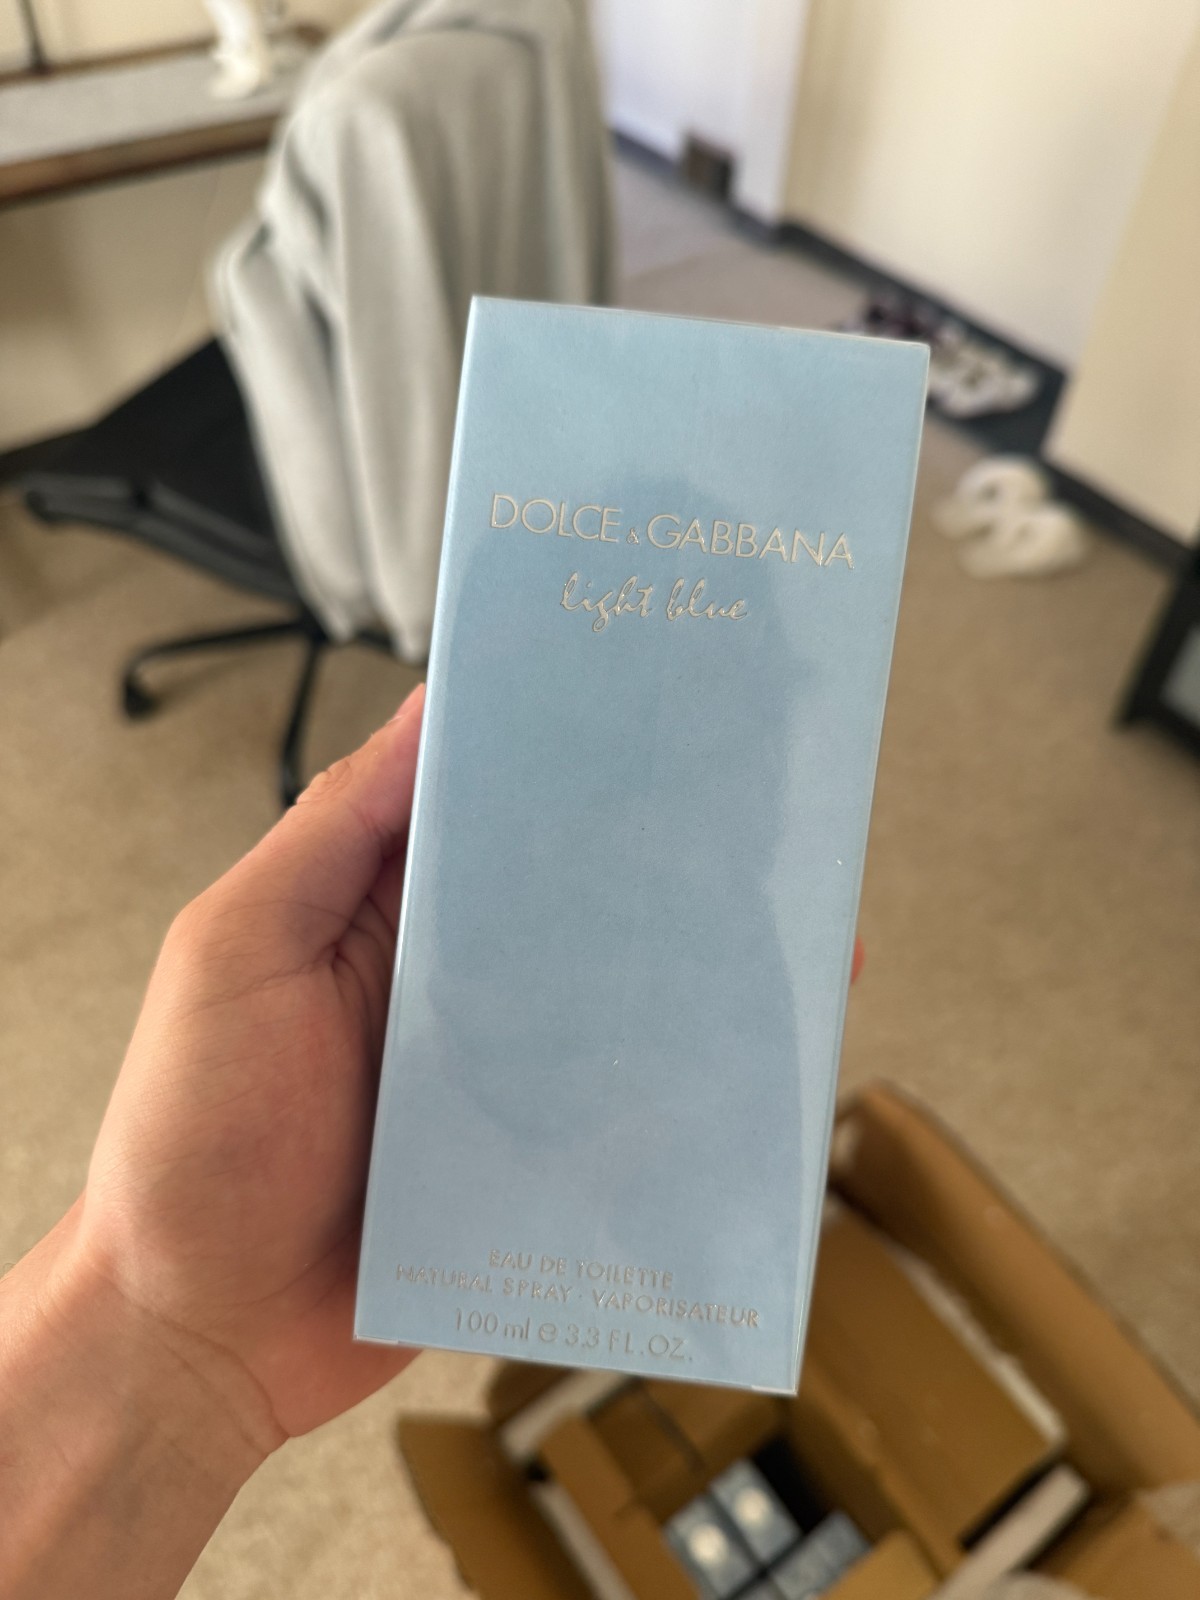 DOLCE & GABBANA
light blue
EAU DE TOILETTE
NATURAL SPRAY · VAPORISATEUR
100 ml ℮ 3.3 FL.OZ.